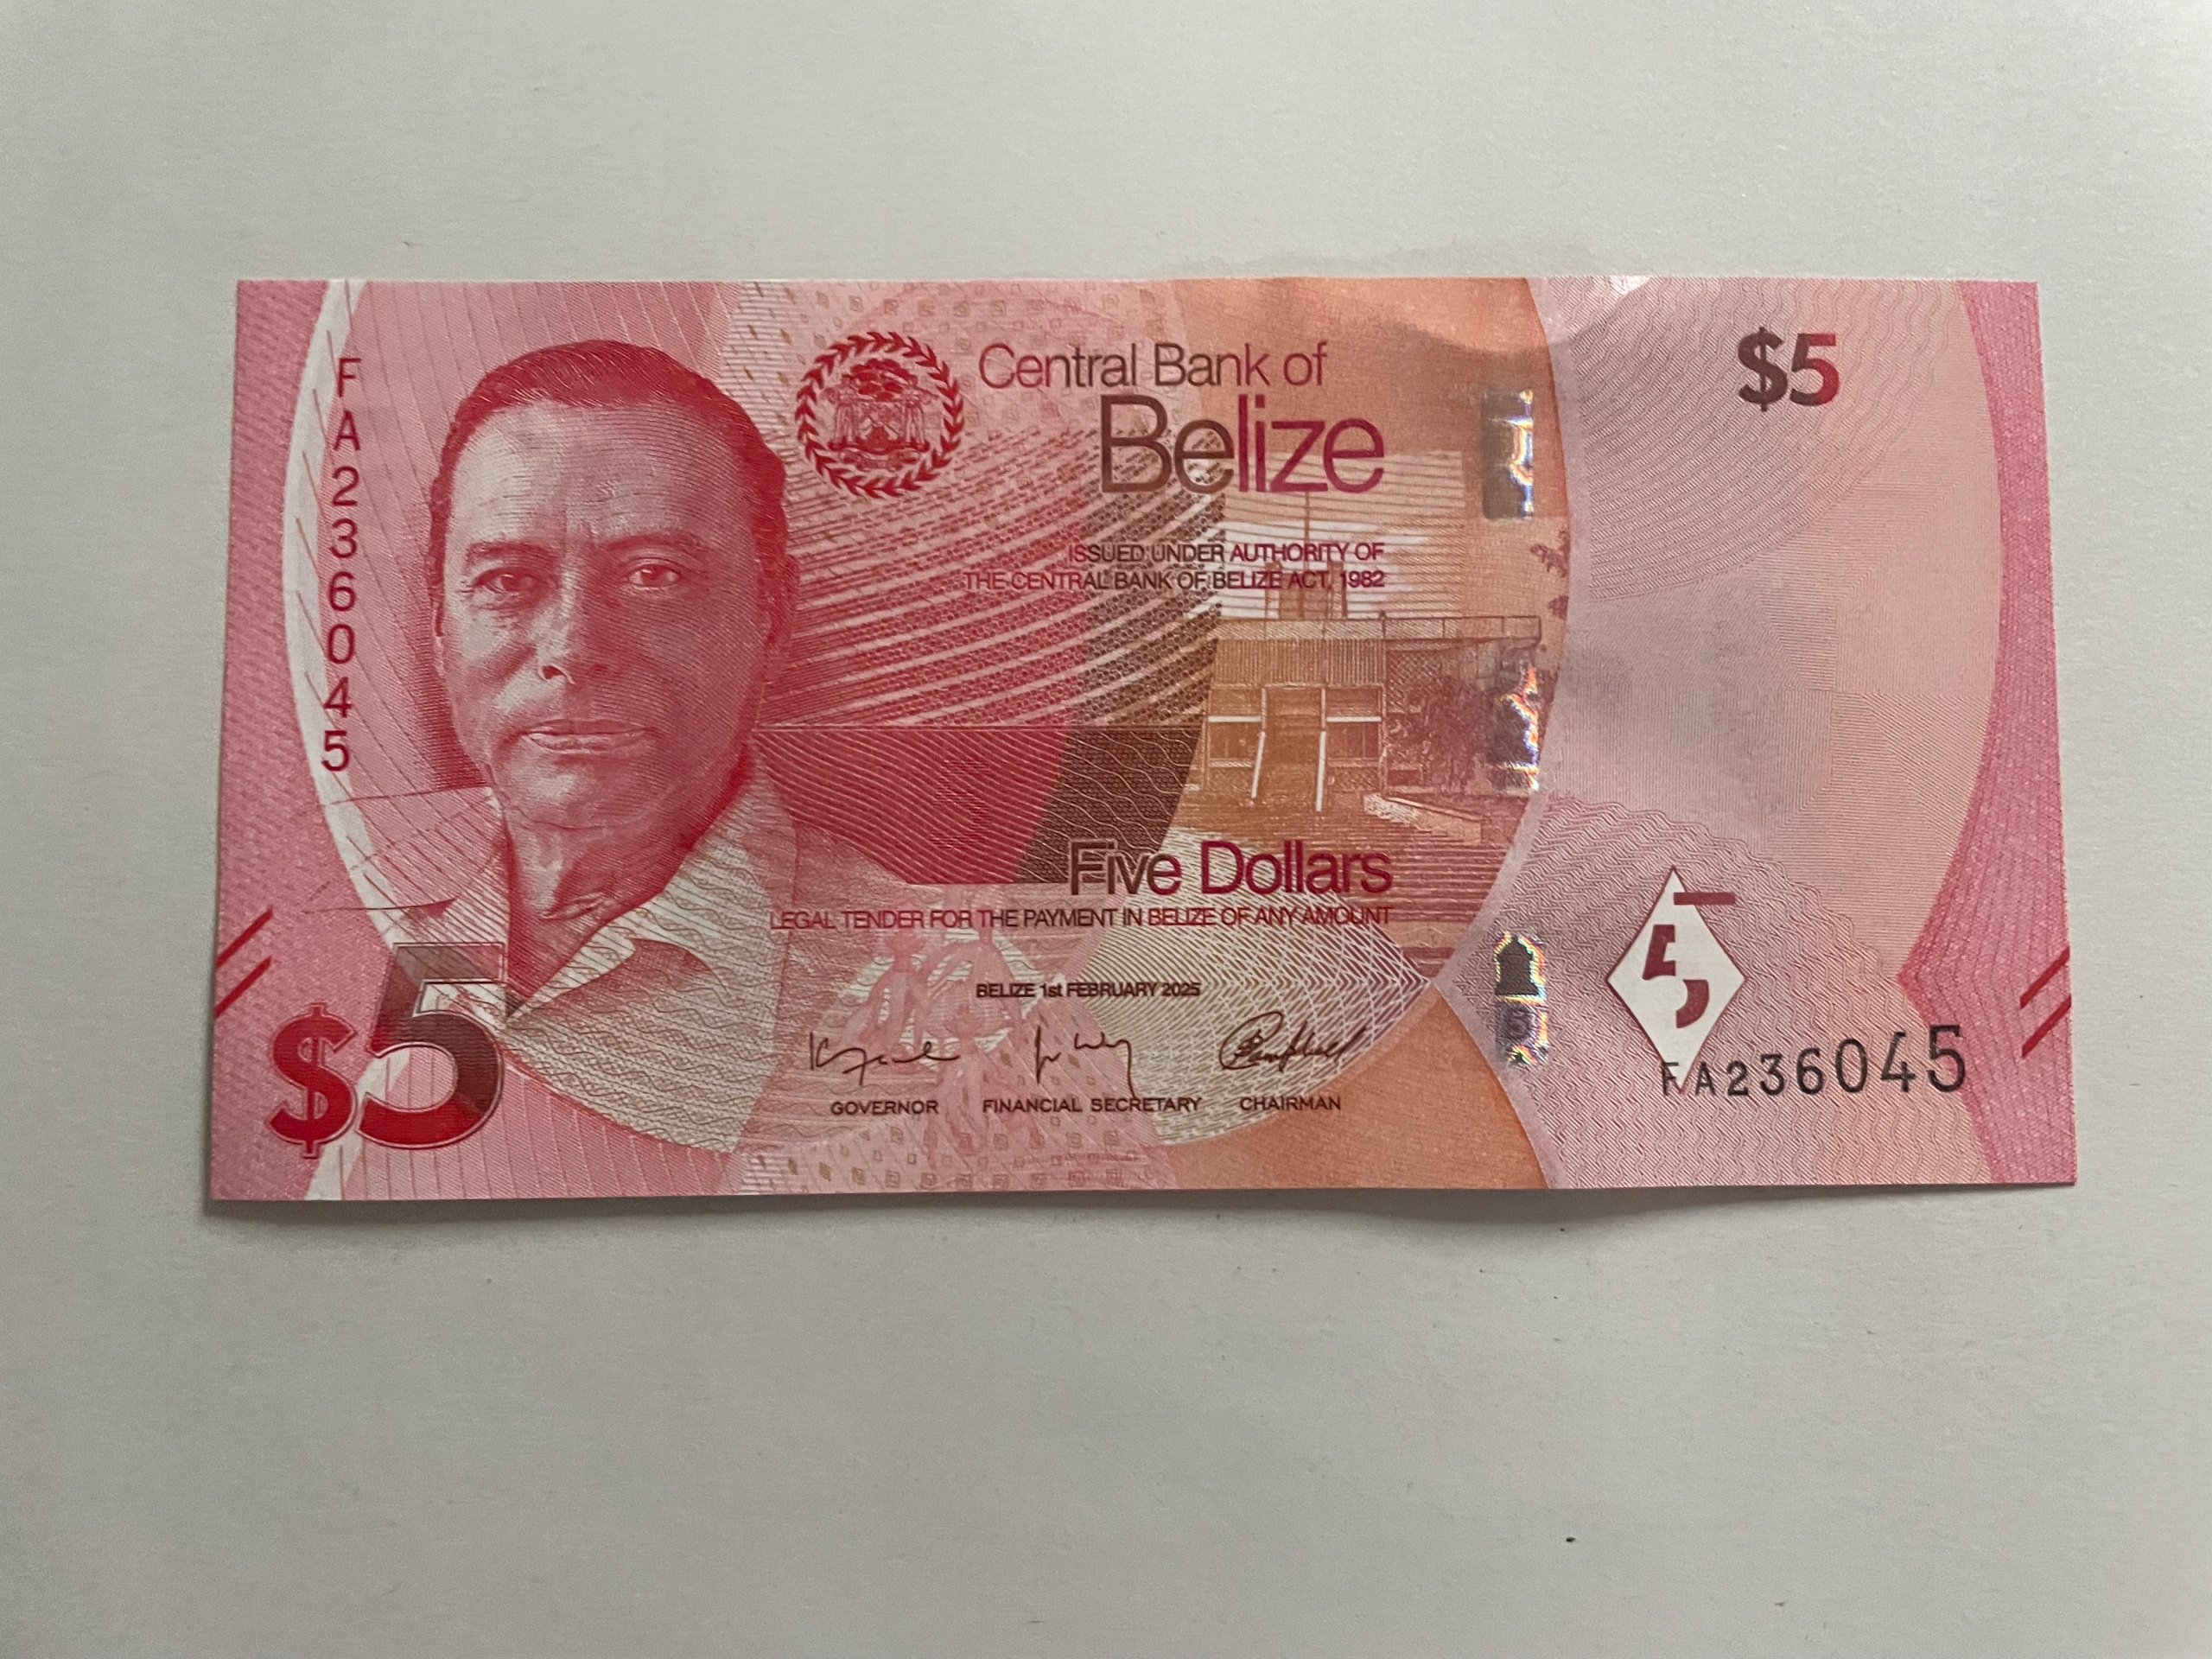 FA236045
Central Bank of
Belize
$5
ISSUED UNDER AUTHORITY OF
THE CENTRAL BANK OF BELIZE ACT, 1982
Five Dollars
LEGAL TENDER FOR THE PAYMENT IN BELIZE OF ANY AMOUNT
BELIZE 1st FEBRUARY 2025
GOVERNOR FINANCIAL SECRETARY CHAIRMAN
$5
5
5
FA236045